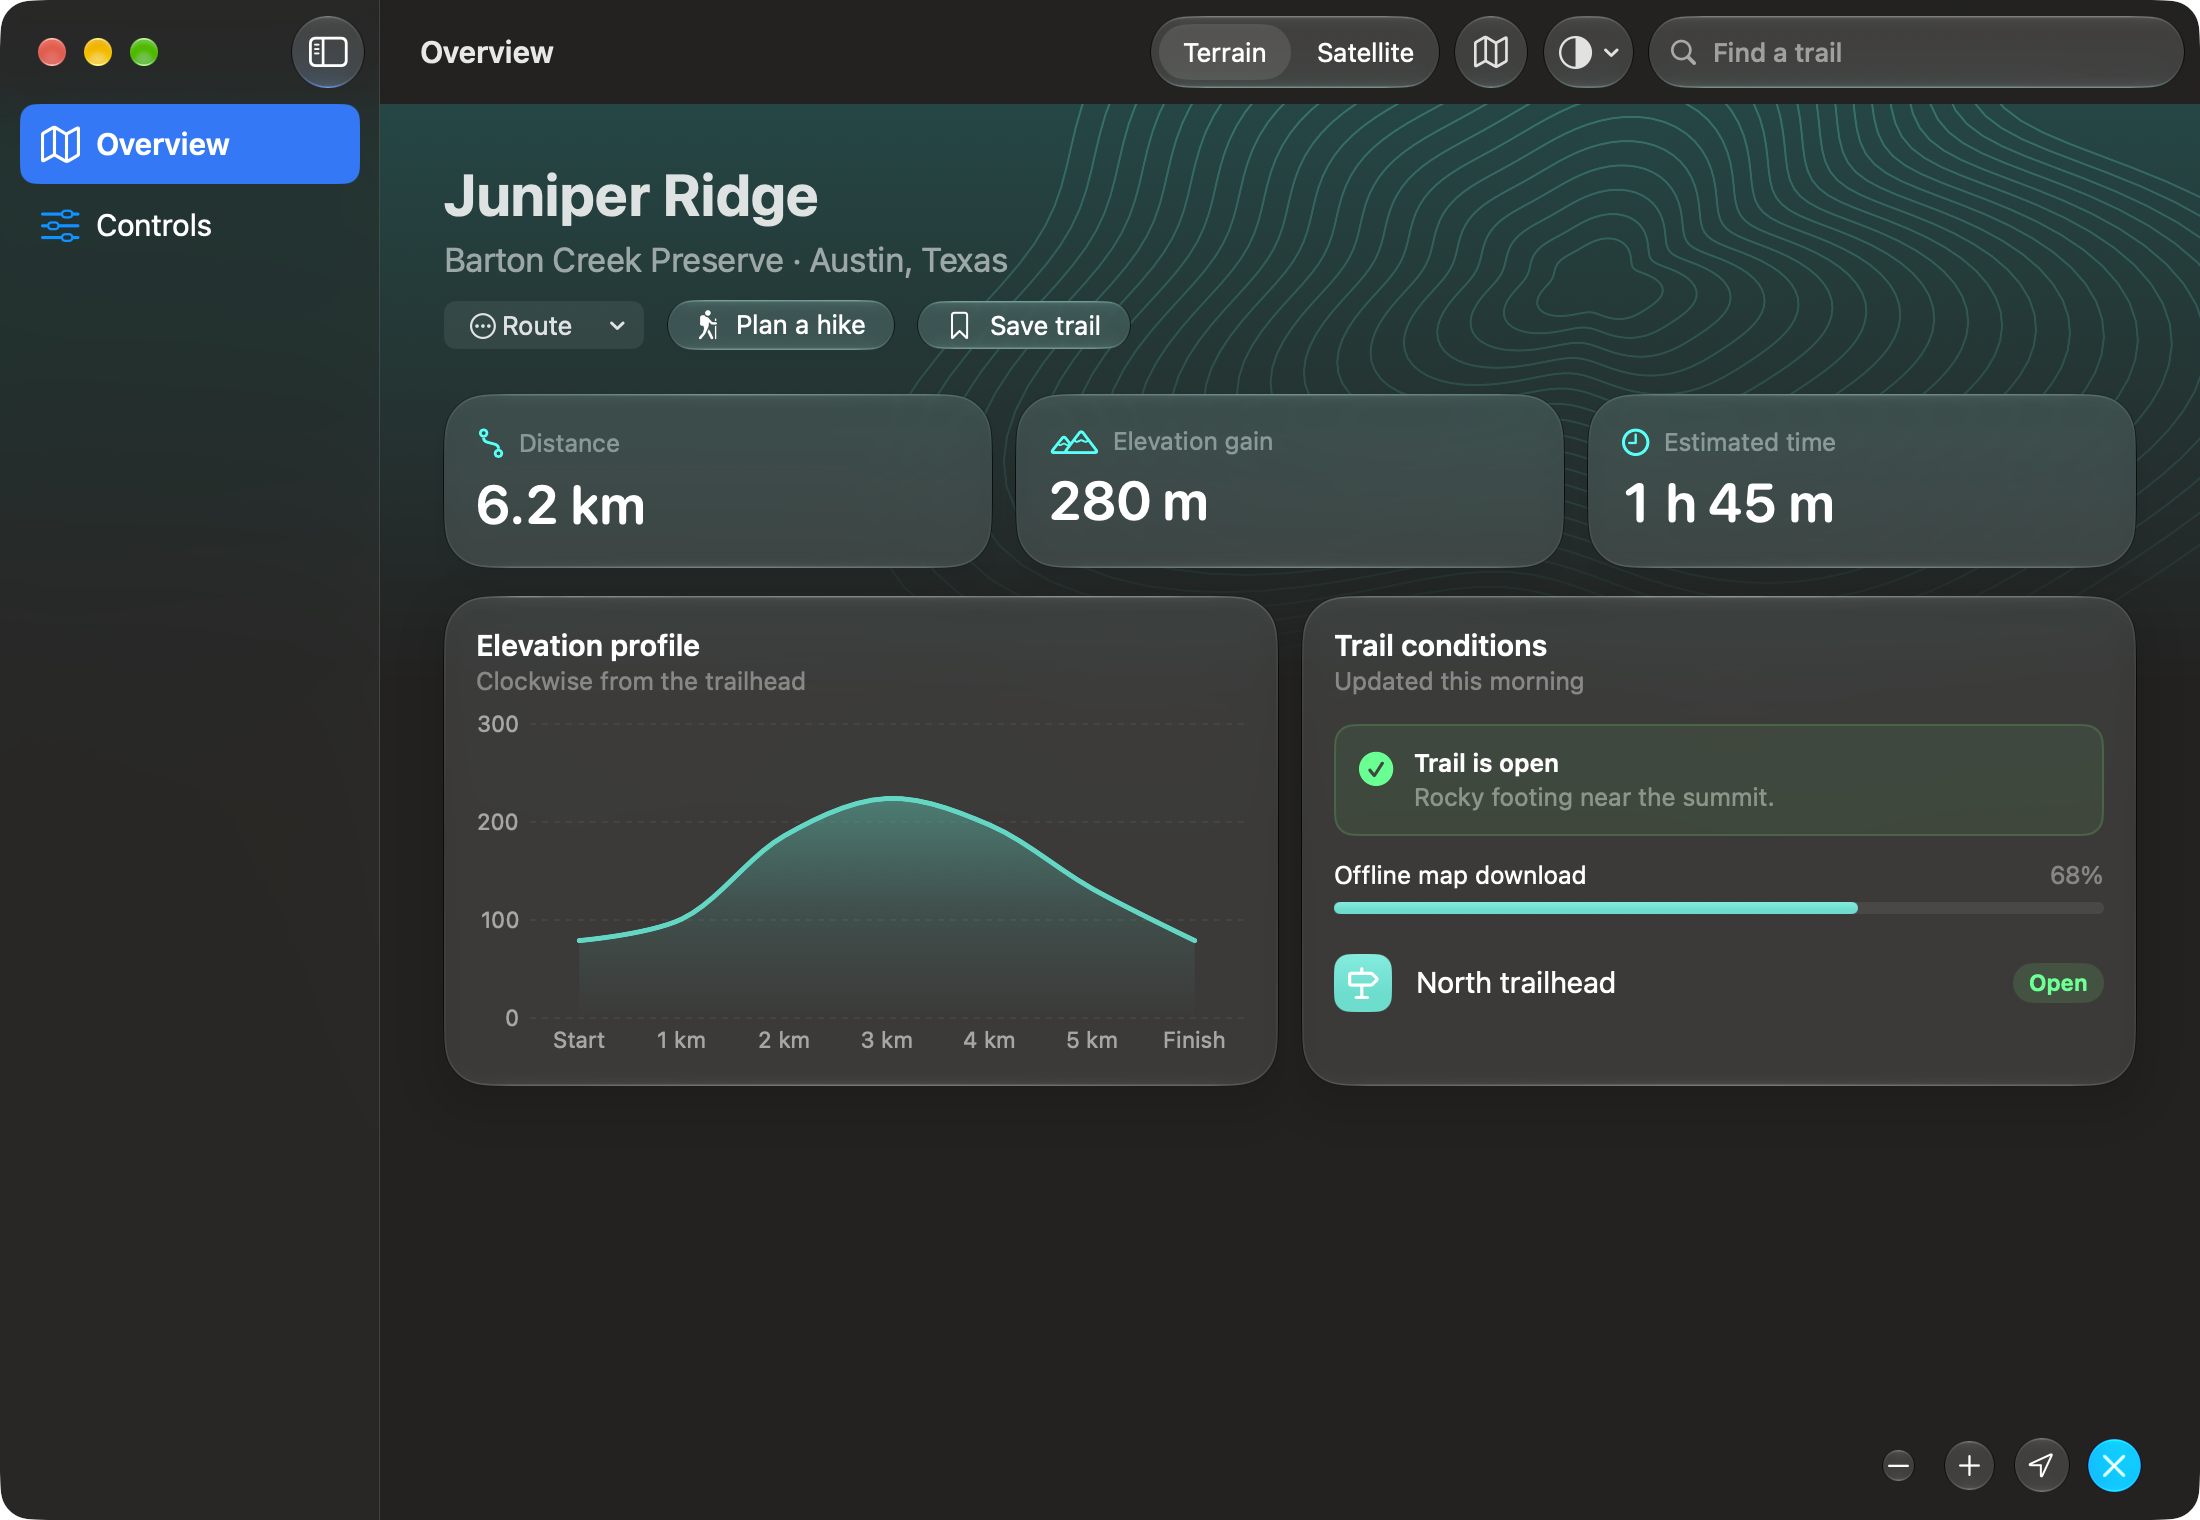 Overview
Terrain
Satellite
Find a trail
Overview
Controls
Juniper Ridge
Barton Creek Preserve · Austin, Texas
Route
Plan a hike
Save trail
Distance
6.2 km
Elevation gain
280 m
Estimated time
1 h 45 m
Elevation profile
Clockwise from the trailhead
300
200
100
0
Start
1 km
2 km
3 km
4 km
5 km
Finish
Trail conditions
Updated this morning
Trail is open
Rocky footing near the summit.
Offline map download
68%
North trailhead
Open